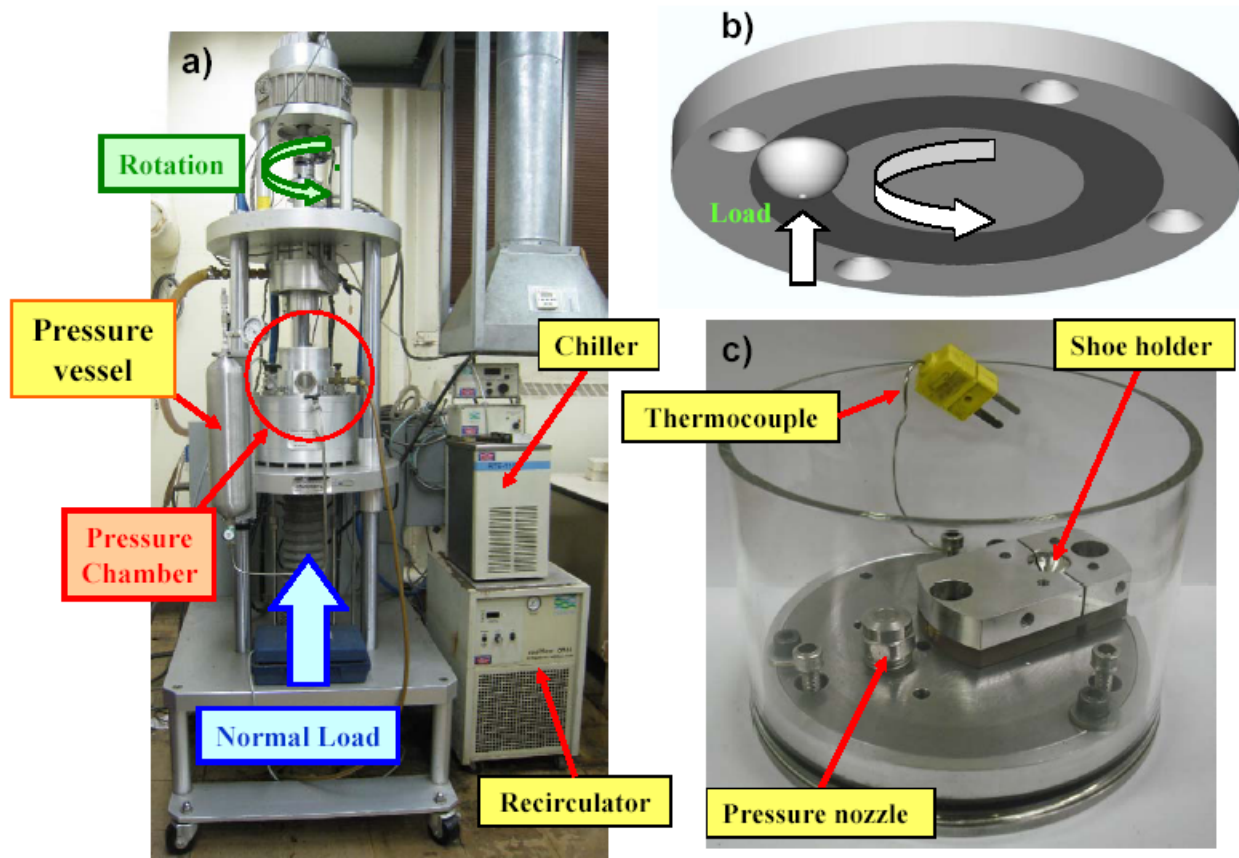 a)
Rotation
Pressure
vessel
Chiller
Pressure
Chamber
Normal Load
Recirculator
b)
Load
c)
Shoe holder
Thermocouple
Pressure nozzle